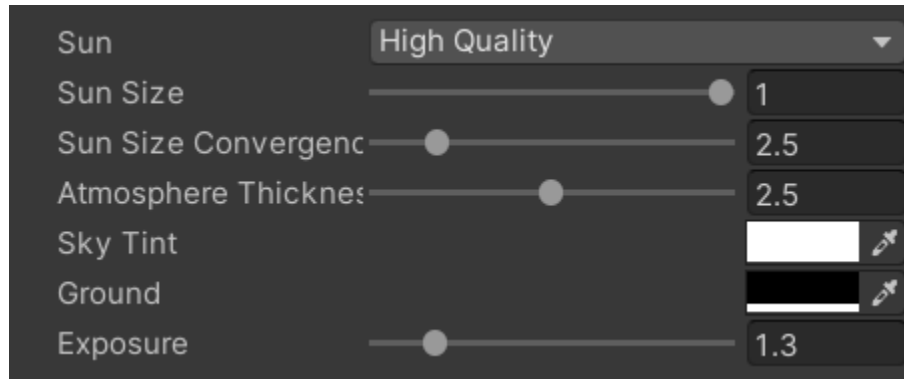 Sun High Quality
Sun Size 1
Sun Size Convergenc 2.5
Atmosphere Thicknes 2.5
Sky Tint
Ground
Exposure 1.3